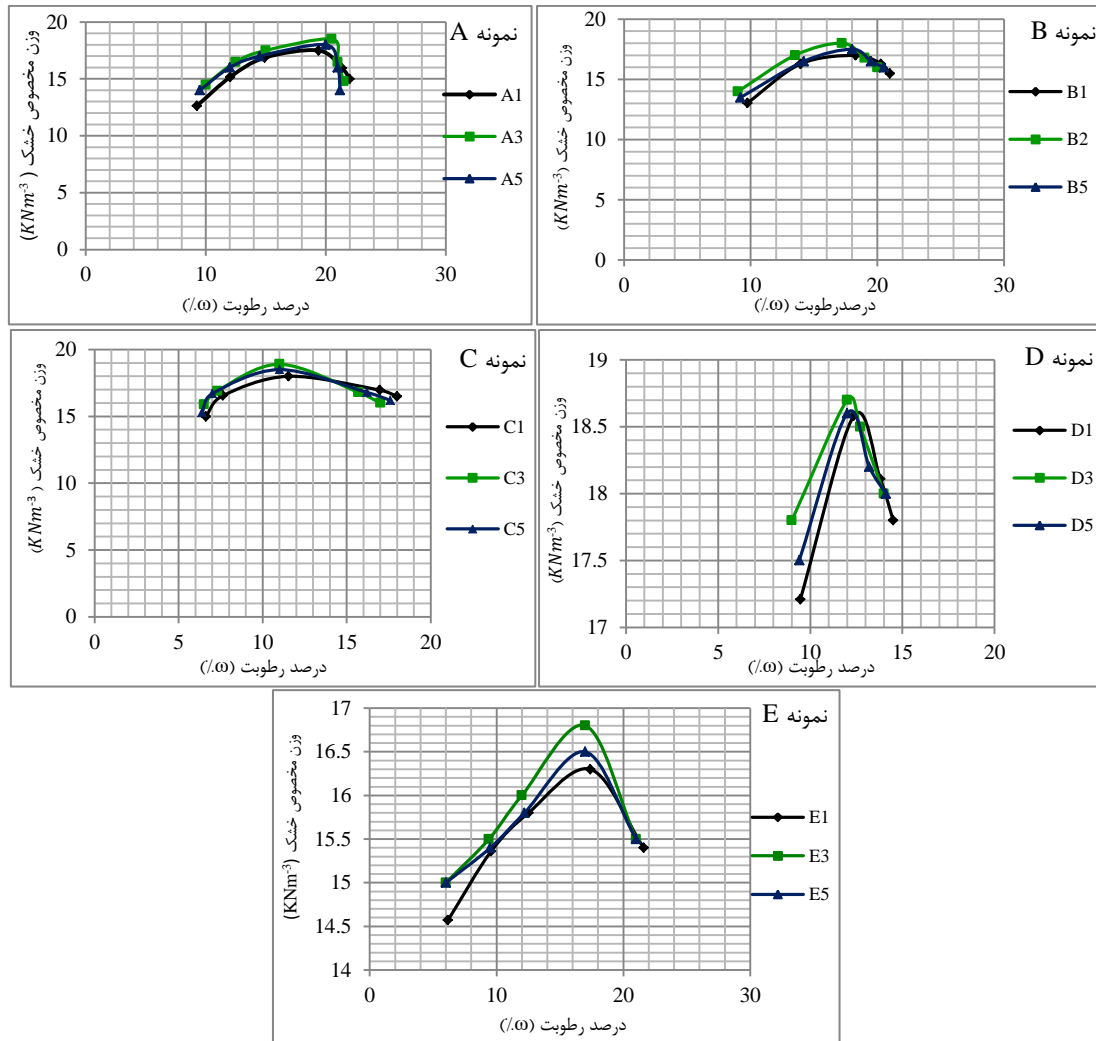 نمونه A
وزن مخصوص خشک (KNm⁻³)
20
15
10
5
0
0 10 20 30
درصد رطوبت (ω٪)
A1
A3
A5
نمونه B
وزن مخصوص خشک (KNm⁻³)
20
15
10
5
0
0 10 20 30
درصدرطوبت (ω٪)
B1
B2
B5
نمونه C
وزن مخصوص خشک (KNm⁻³)
20
15
10
5
0
0 5 10 15 20
درصد رطوبت (ω٪)
C1
C3
C5
نمونه D
وزن مخصوص خشک (KNm⁻³)
19
18.5
18
17.5
17
0 5 10 15 20
درصد رطوبت (ω٪)
D1
D3
D5
نمونه E
وزن مخصوص خشک (KNm⁻³)
17
16.5
16
15.5
15
14.5
14
0 10 20 30
درصد رطوبت (ω٪)
E1
E3
E5